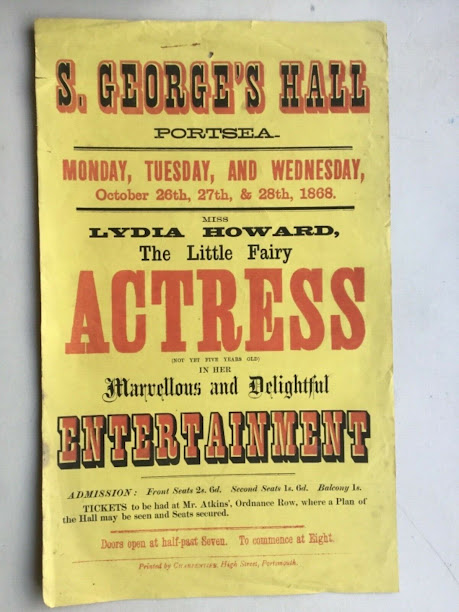 S. GEORGE'S HALL
PORTSEA.
MONDAY, TUESDAY, AND WEDNESDAY,
October 26th, 27th, & 28th, 1868.
MISS
LYDIA HOWARD,
The Little Fairy
ACTRESS
(NOT YET FIVE YEARS OLD)
IN HER
Marvellous and Delightful
ENTERTAINMENT
ADMISSION: Front Seats 2s. 6d. Second Seats 1s. 6d. Balcony 1s.
TICKETS to be had at Mr. Atkins', Ordnance Row, where a Plan of
the Hall may be seen and Seats secured.
Doors open at half-past Seven. To commence at Eight.
Printed by CHARPENTIER, High Street, Portsmouth.